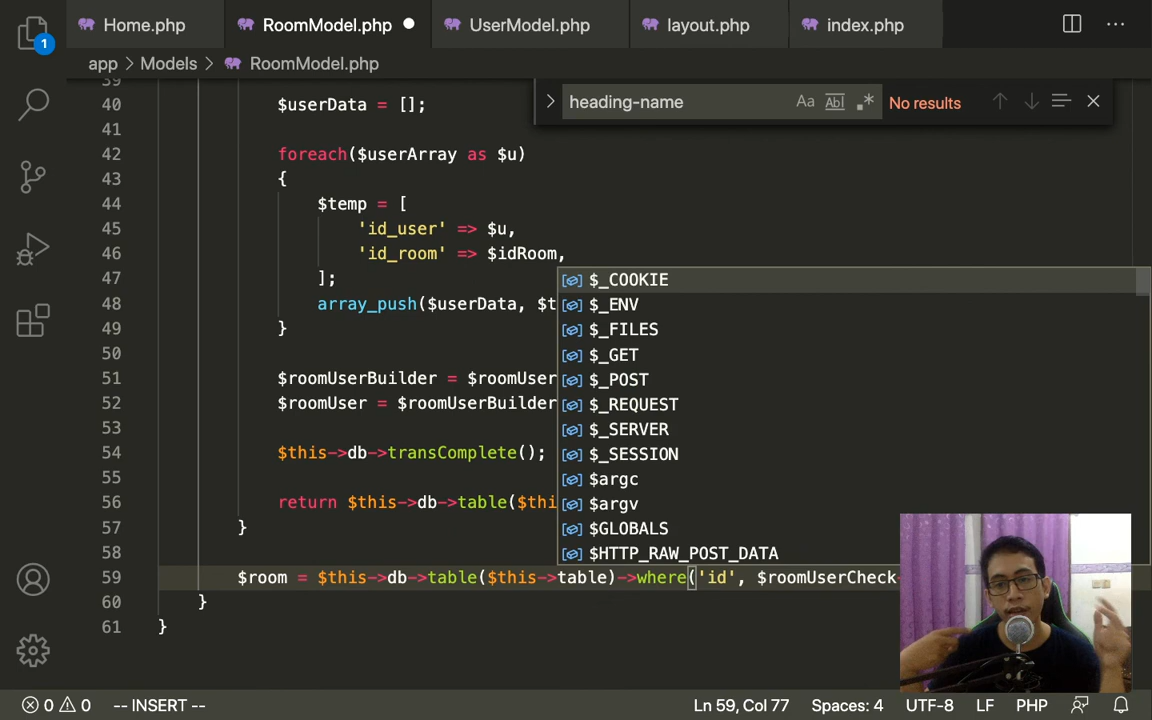 Home.php
RoomModel.php
UserModel.php
layout.php
index.php
1
app > Models > RoomModel.php
heading-name
Aa
Abl
.*
No results
39
40 $userData = [];
41
42 foreach($userArray as $u)
43 {
44 $temp = [
45 'id_user' => $u,
46 'id_room' => $idRoom,
47 ];
48 array_push($userData, $t
49 }
50
51 $roomUserBuilder = $roomUser
52 $roomUser = $roomUserBuilder
53
54 $this->db->transComplete();
55
56 return $this->db->table($thi
57 }
58
59 $room = $this->db->table($this->table)->where('id', $roomUserCheck
60 }
61 }
$_COOKIE
$_ENV
$_FILES
$_GET
$_POST
$_REQUEST
$_SERVER
$_SESSION
$argc
$argv
$GLOBALS
$HTTP_RAW_POST_DATA
0 0 -- INSERT --
Ln 59, Col 77
Spaces: 4
UTF-8
LF
PHP